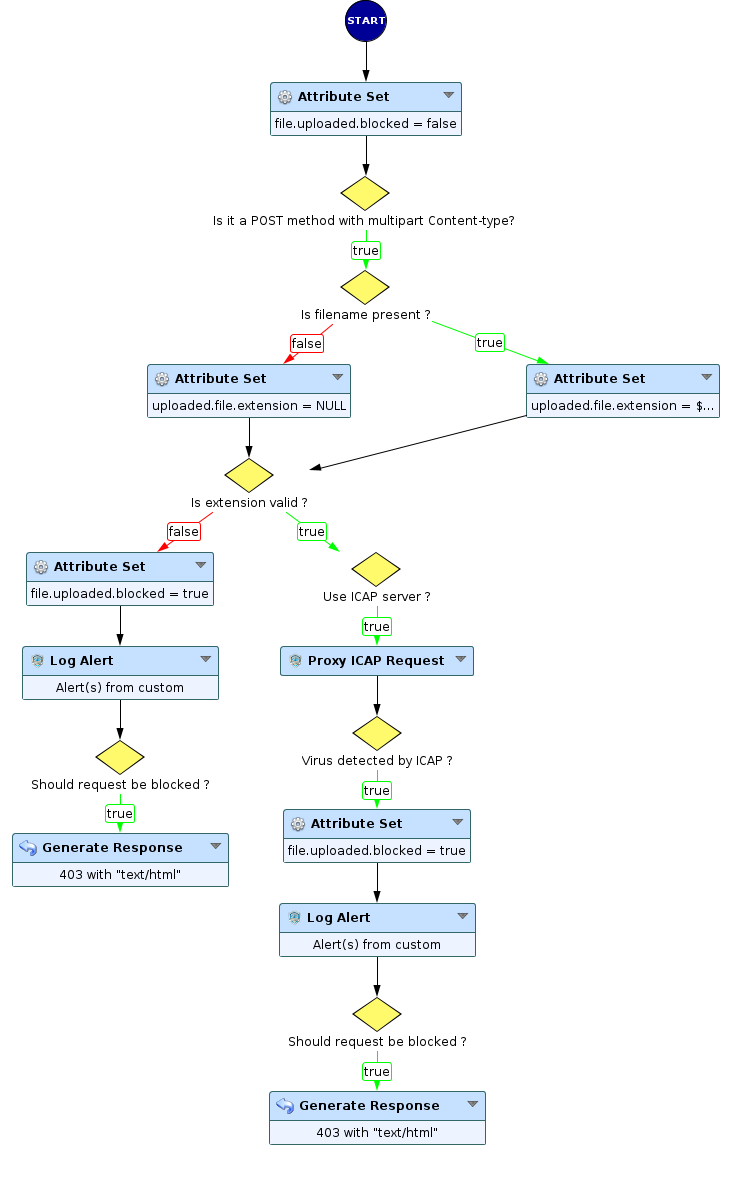 START
Attribute Set
file.uploaded.blocked = false
Is it a POST method with multipart Content-type?
true
Is filename present ?
false
true
Attribute Set
uploaded.file.extension = NULL
Attribute Set
uploaded.file.extension = $...
Is extension valid ?
false
true
Attribute Set
file.uploaded.blocked = true
Use ICAP server ?
true
Log Alert
Alert(s) from custom
Proxy ICAP Request
Should request be blocked ?
Virus detected by ICAP ?
true
true
Generate Response
403 with "text/html"
Attribute Set
file.uploaded.blocked = true
Log Alert
Alert(s) from custom
Should request be blocked ?
true
Generate Response
403 with "text/html"